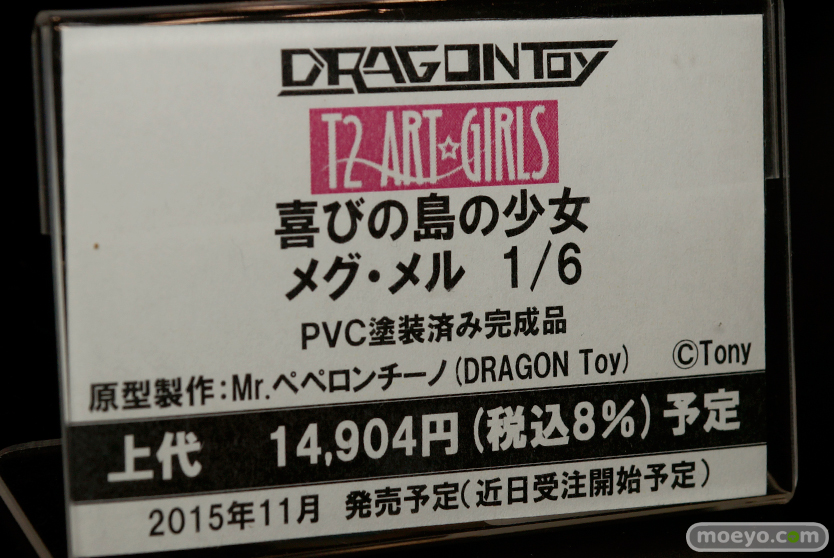 DRAGON Toy
T2 ART☆GIRLS
喜びの島の少女
メグ・メル 1/6
PVC塗装済み完成品
©Tony
原型製作：Mr.ペペロンチーノ(DRAGON Toy)
上代 14,904円(税込8%)予定
2015年11月 発売予定(近日受注開始予定)
moeyo.com